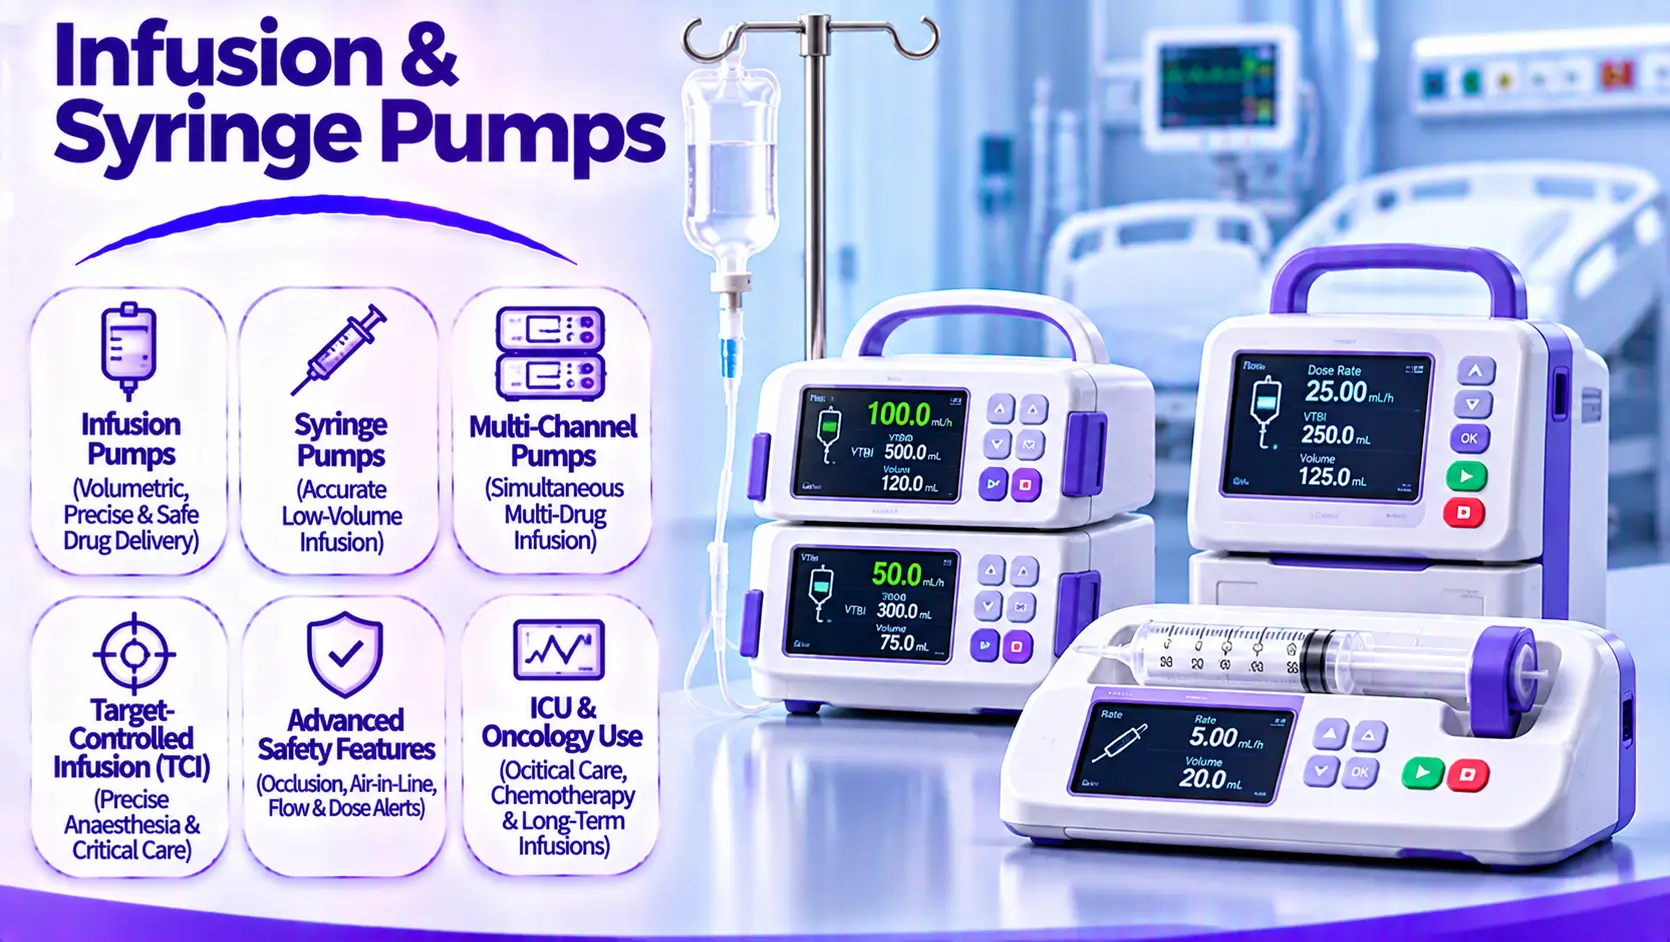 Infusion &
Syringe Pumps
Infusion
Pumps
(Volumetric,
Precise & Safe
Drug Delivery)
Syringe
Pumps
(Accurate
Low-Volume
Infusion)
Multi-Channel
Pumps
(Simultaneous
Multi-Drug
Infusion)
Target-
Controlled
Infusion (TCI)
(Precise
Anaesthesia &
Critical Care)
Advanced
Safety Features
(Occlusion, Air-in-Line,
Flow & Dose Alerts)
ICU &
Oncology Use
(Ocitical Care,
Chemotherapy
& Long-Term
Infusions)
100.0 mL/h
VTBI 500.0 mL
120.0 mL
50.0 mL/h
VTBI 300.0 mL
Volume
75.0 mL
Dose Rate
25.00 mL/h
VTBI
250.0 mL
Volume
125.0 mL
OK
Rate
Rate
5.00 mL/h
Volume
20.0 mL
OK